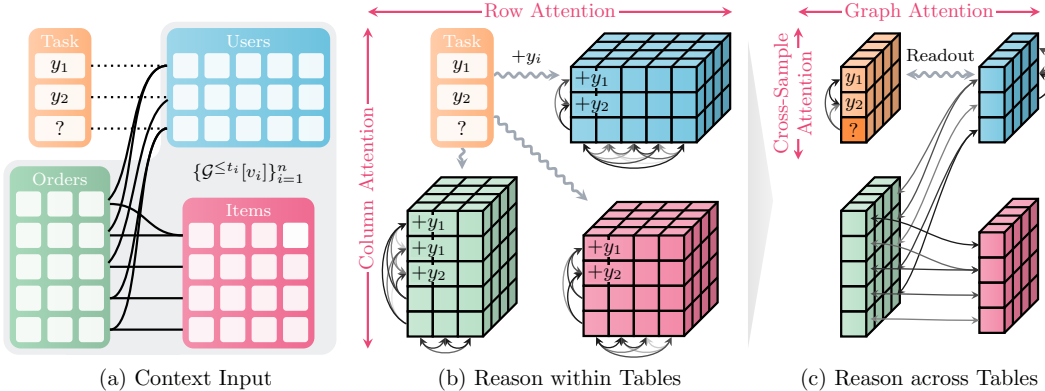 Task
y₁
y₂
?
Users
{𝒢^{≤tᵢ}[vᵢ]}ⁿᵢ₌₁
Orders
Items
(a) Context Input
Row Attention
Column Attention
Task
y₁
y₂
?
+yᵢ
+y₁
+y₂
+y₁
+y₁
+y₂
+y₁
+y₂
(b) Reason within Tables
Graph Attention
Cross-Sample
Attention
y₁
y₂
?
Readout
(c) Reason across Tables